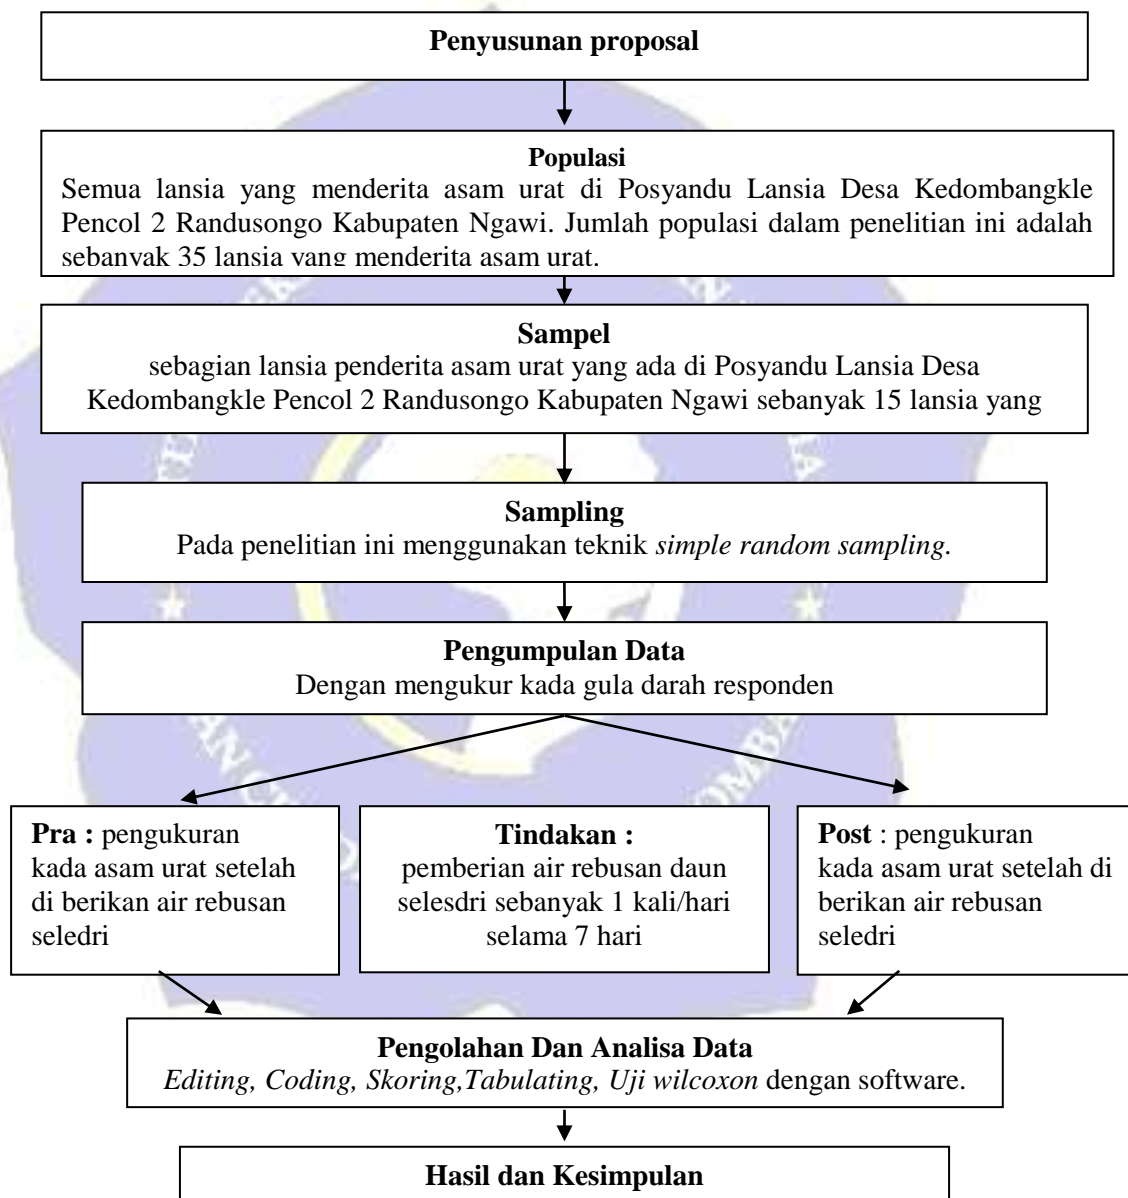 Penyusunan proposal
Populasi
Semua lansia yang menderita asam urat di Posyandu Lansia Desa Kedombangkle
Pencol 2 Randusongo Kabupaten Ngawi. Jumlah populasi dalam penelitian ini adalah
sebanyak 35 lansia yang menderita asam urat.
Sampel
sebagian lansia penderita asam urat yang ada di Posyandu Lansia Desa
Kedombangkle Pencol 2 Randusongo Kabupaten Ngawi sebanyak 15 lansia yang
Sampling
Pada penelitian ini menggunakan teknik simple random sampling.
Pengumpulan Data
Dengan mengukur kada gula darah responden
Pra : pengukuran
kada asam urat setelah
di berikan air rebusan
seledri
Tindakan :
pemberian air rebusan daun
selesdri sebanyak 1 kali/hari
selama 7 hari
Post : pengukuran
kada asam urat setelah di
berikan air rebusan
seledri
Pengolahan Dan Analisa Data
Editing, Coding, Skoring,Tabulating, Uji wilcoxon dengan software.
Hasil dan Kesimpulan